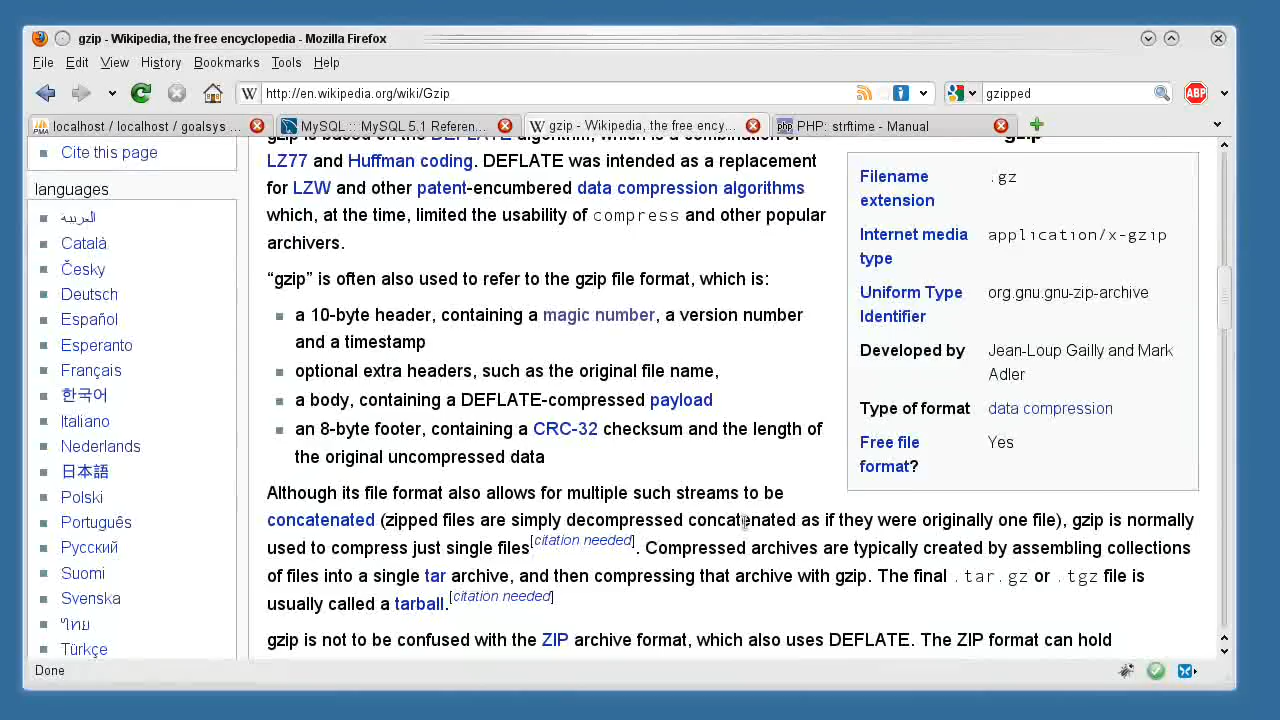 gzip - Wikipedia, the free encyclopedia - Mozilla Firefox
File Edit View History Bookmarks Tools Help
http://en.wikipedia.org/wiki/Gzip
gzipped
ABP
localhost / localhost / goalsys ...
MySQL :: MySQL 5.1 Referen...
gzip - Wikipedia, the free ency...
PHP: strftime - Manual
Cite this page
languages
العربية
Català
Česky
Deutsch
Español
Esperanto
Français
한국어
Italiano
Nederlands
日本語
Polski
Português
Русский
Suomi
Svenska
ไทย
Türkçe
gzip is based on the DEFLATE algorithm, which is a combination of
LZ77 and Huffman coding. DEFLATE was intended as a replacement
for LZW and other patent-encumbered data compression algorithms
which, at the time, limited the usability of compress and other popular
archivers.
“gzip” is often also used to refer to the gzip file format, which is:
a 10-byte header, containing a magic number, a version number
and a timestamp
optional extra headers, such as the original file name,
a body, containing a DEFLATE-compressed payload
an 8-byte footer, containing a CRC-32 checksum and the length of
the original uncompressed data
Although its file format also allows for multiple such streams to be
concatenated (zipped files are simply decompressed concatenated as if they were originally one file), gzip is normally
used to compress just single files[citation needed]. Compressed archives are typically created by assembling collections
of files into a single tar archive, and then compressing that archive with gzip. The final .tar.gz or .tgz file is
usually called a tarball.[citation needed]
gzip is not to be confused with the ZIP archive format, which also uses DEFLATE. The ZIP format can hold
gzip
Filename extension .gz
Internet media type application/x-gzip
Uniform Type Identifier org.gnu.gnu-zip-archive
Developed by Jean-Loup Gailly and Mark Adler
Type of format data compression
Free file format? Yes
Done